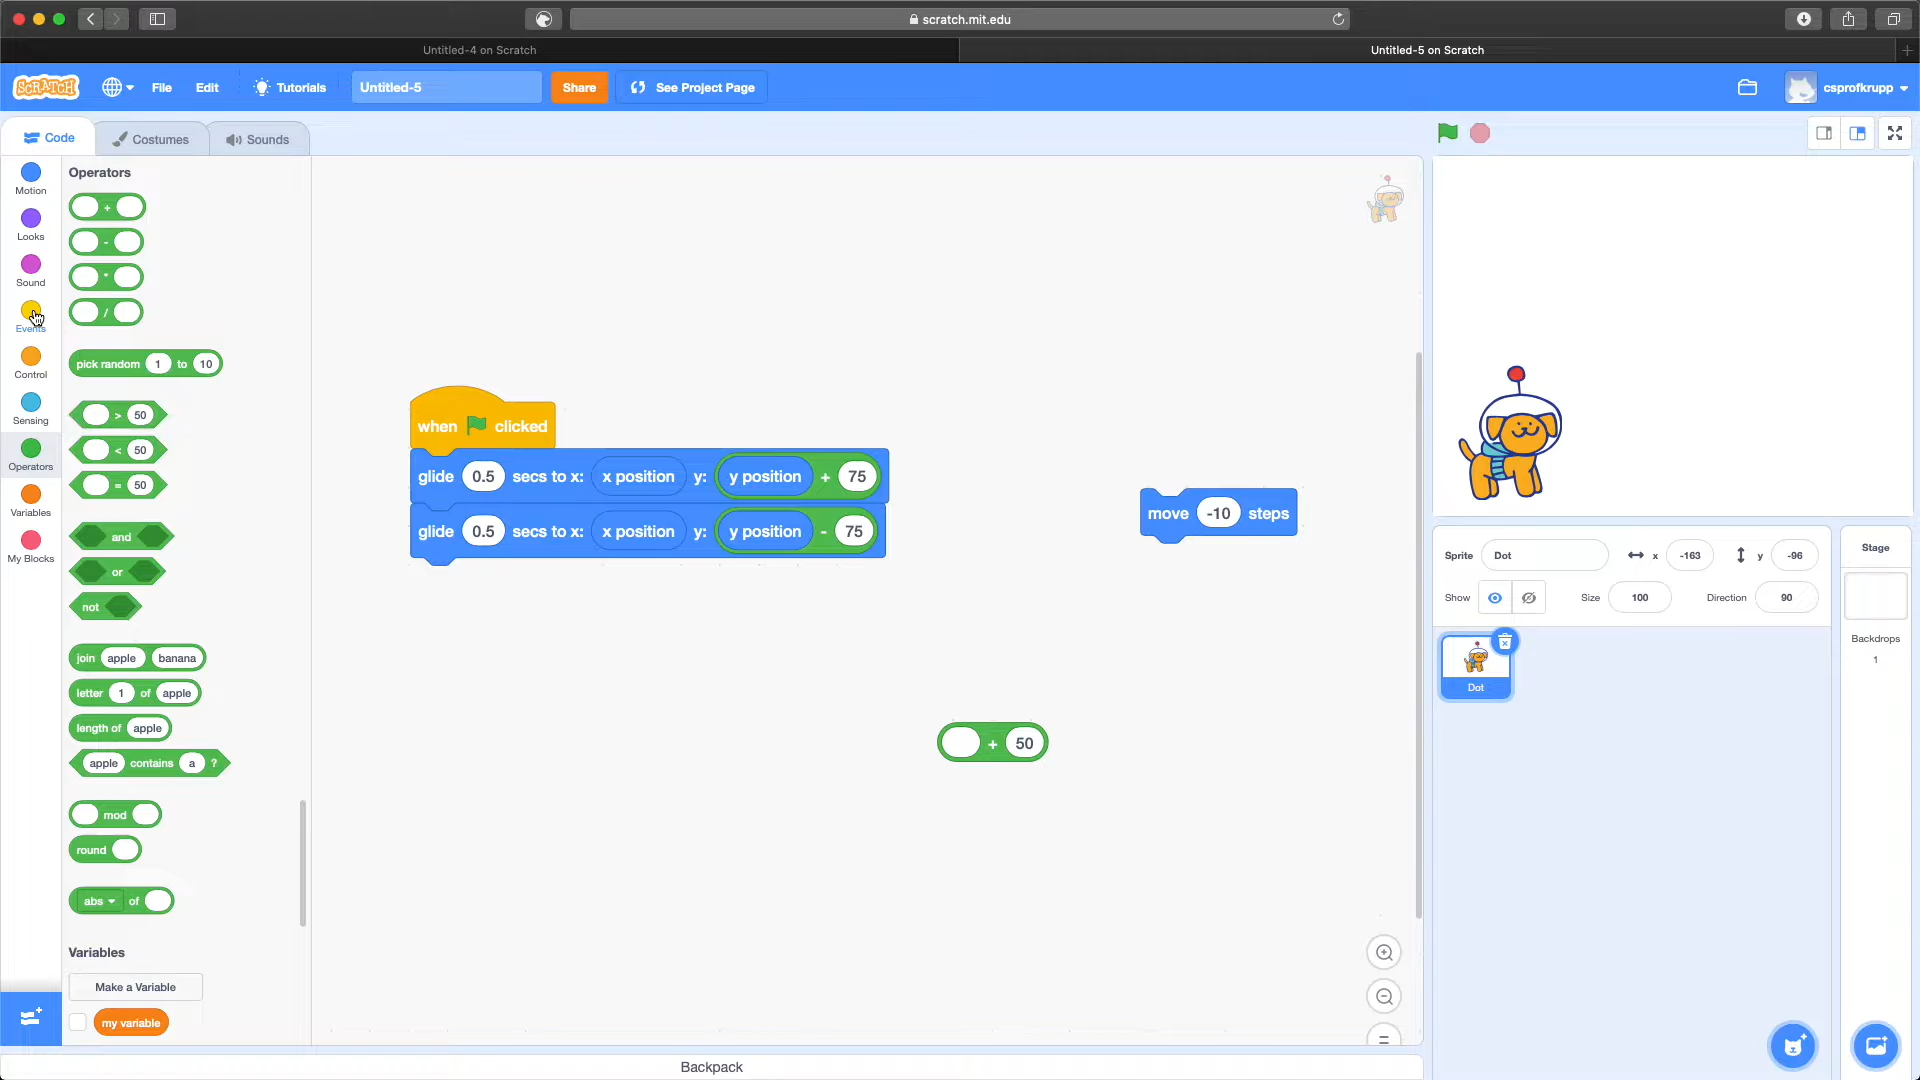 scratch.mit.edu
Untitled-4 on Scratch
Untitled-5 on Scratch
SCRATCH
File
Edit
Tutorials
Untitled-5
Share
See Project Page
csprofkrupp
Code
Costumes
Sounds
Motion
Looks
Sound
Events
Control
Sensing
Operators
Variables
My Blocks
Operators
+
-
*
/
pick random 1 to 10
> 50
< 50
= 50
and
or
not
join apple banana
letter 1 of apple
length of apple
apple contains a ?
mod
round
abs of
Variables
Make a Variable
my variable
when clicked
glide 0.5 secs to x: x position y: y position + 75
glide 0.5 secs to x: x position y: y position - 75
move -10 steps
+ 50
Sprite Dot x -163 y -96
Show Size 100 Direction 90
Dot
Stage
Backdrops
1
Backpack